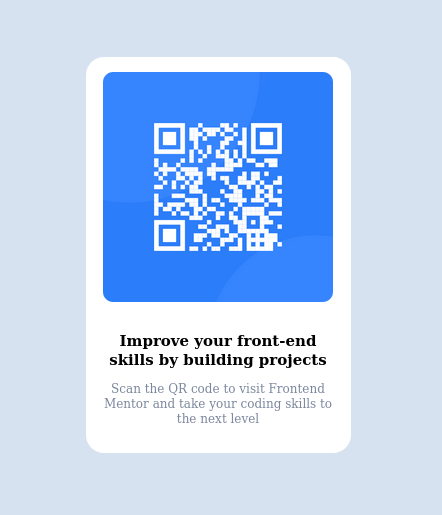 Improve your front-end
skills by building projects
Scan the QR code to visit Frontend
Mentor and take your coding skills to
the next level